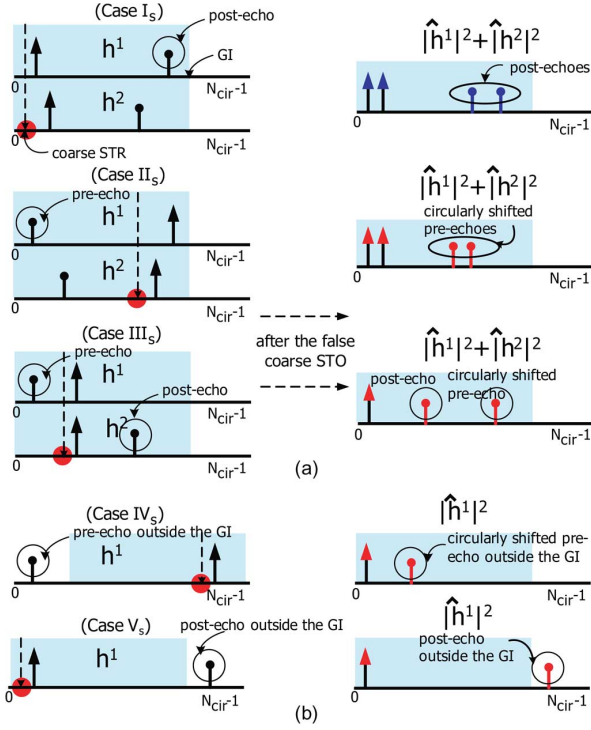 (Case Is)
post-echo
h1
GI
0
Ncir-1
h2
0
Ncir-1
coarse STR
|ĥ1|2+|ĥ2|2
post-echoes
0
Ncir-1
(Case IIs)
pre-echo
h1
0
Ncir-1
h2
0
Ncir-1
|ĥ1|2+|ĥ2|2
circularly shifted
pre-echoes
0
Ncir-1
after the false
coarse STO
(Case IIIs)
pre-echo
h1
post-echo
0
Ncir-1
h2
0
Ncir-1
|ĥ1|2+|ĥ2|2
post-echo
circularly shifted
pre-echo
0
Ncir-1
(a)
(Case IVs)
pre-echo outside the GI
h1
0
Ncir-1
|ĥ1|2
circularly shifted pre-
echo outside the GI
0
Ncir-1
(Case Vs)
post-echo outside the GI
h1
0
Ncir-1
|ĥ1|2
post-echo
outside the GI
0
Ncir-1
(b)